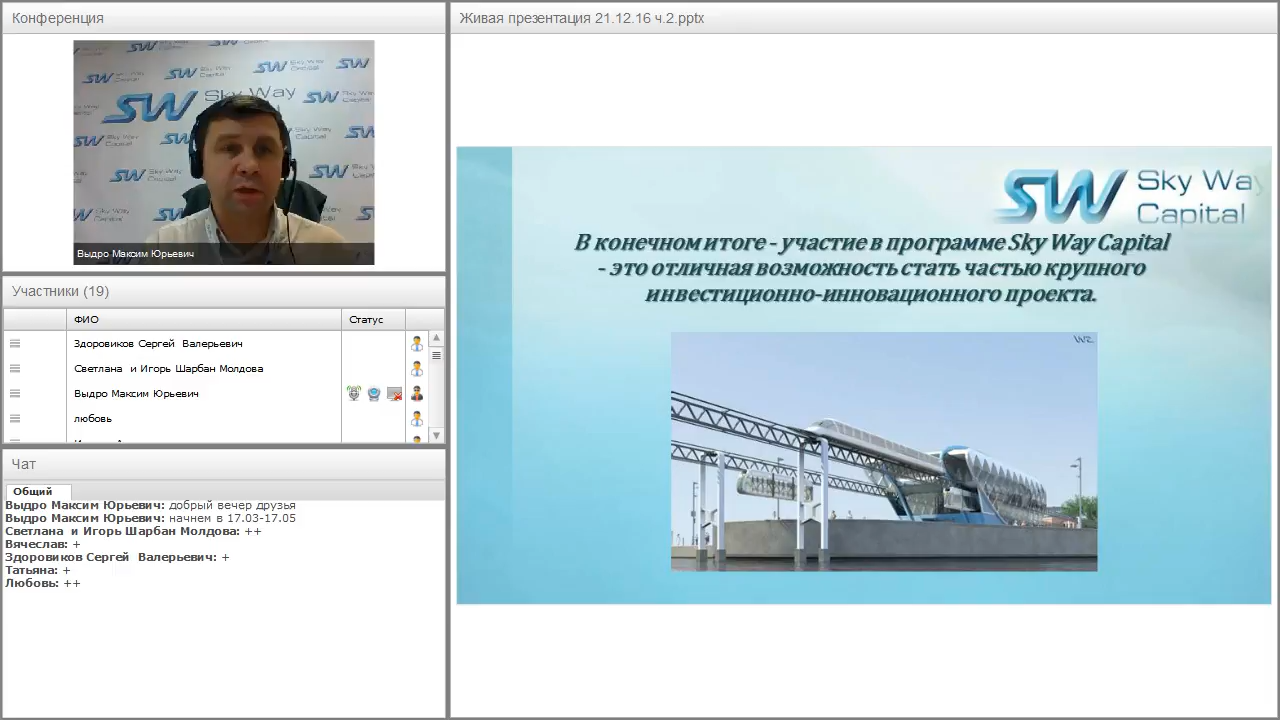 Конференция
SW Sky Way Capital
Выдро Максим Юрьевич
Участники (19)
ФИО
Статус
Здоровиков Сергей Валерьевич
Светлана и Игорь Шарбан Молдова
Выдро Максим Юрьевич
любовь
Чат
Общий
Выдро Максим Юрьевич: добрый вечер друзья
Выдро Максим Юрьевич: начнем в 17.03-17.05
Светлана и Игорь Шарбан Молдова: ++
Вячеслав: +
Здоровиков Сергей Валерьевич: +
Татьяна: +
Любовь: ++
Живая презентация 21.12.16 ч.2.pptx
SW Sky Way
Capital
В конечном итоге - участие в программе Sky Way Capital
- это отличная возможность стать частью крупного
инвестиционно-инновационного проекта.